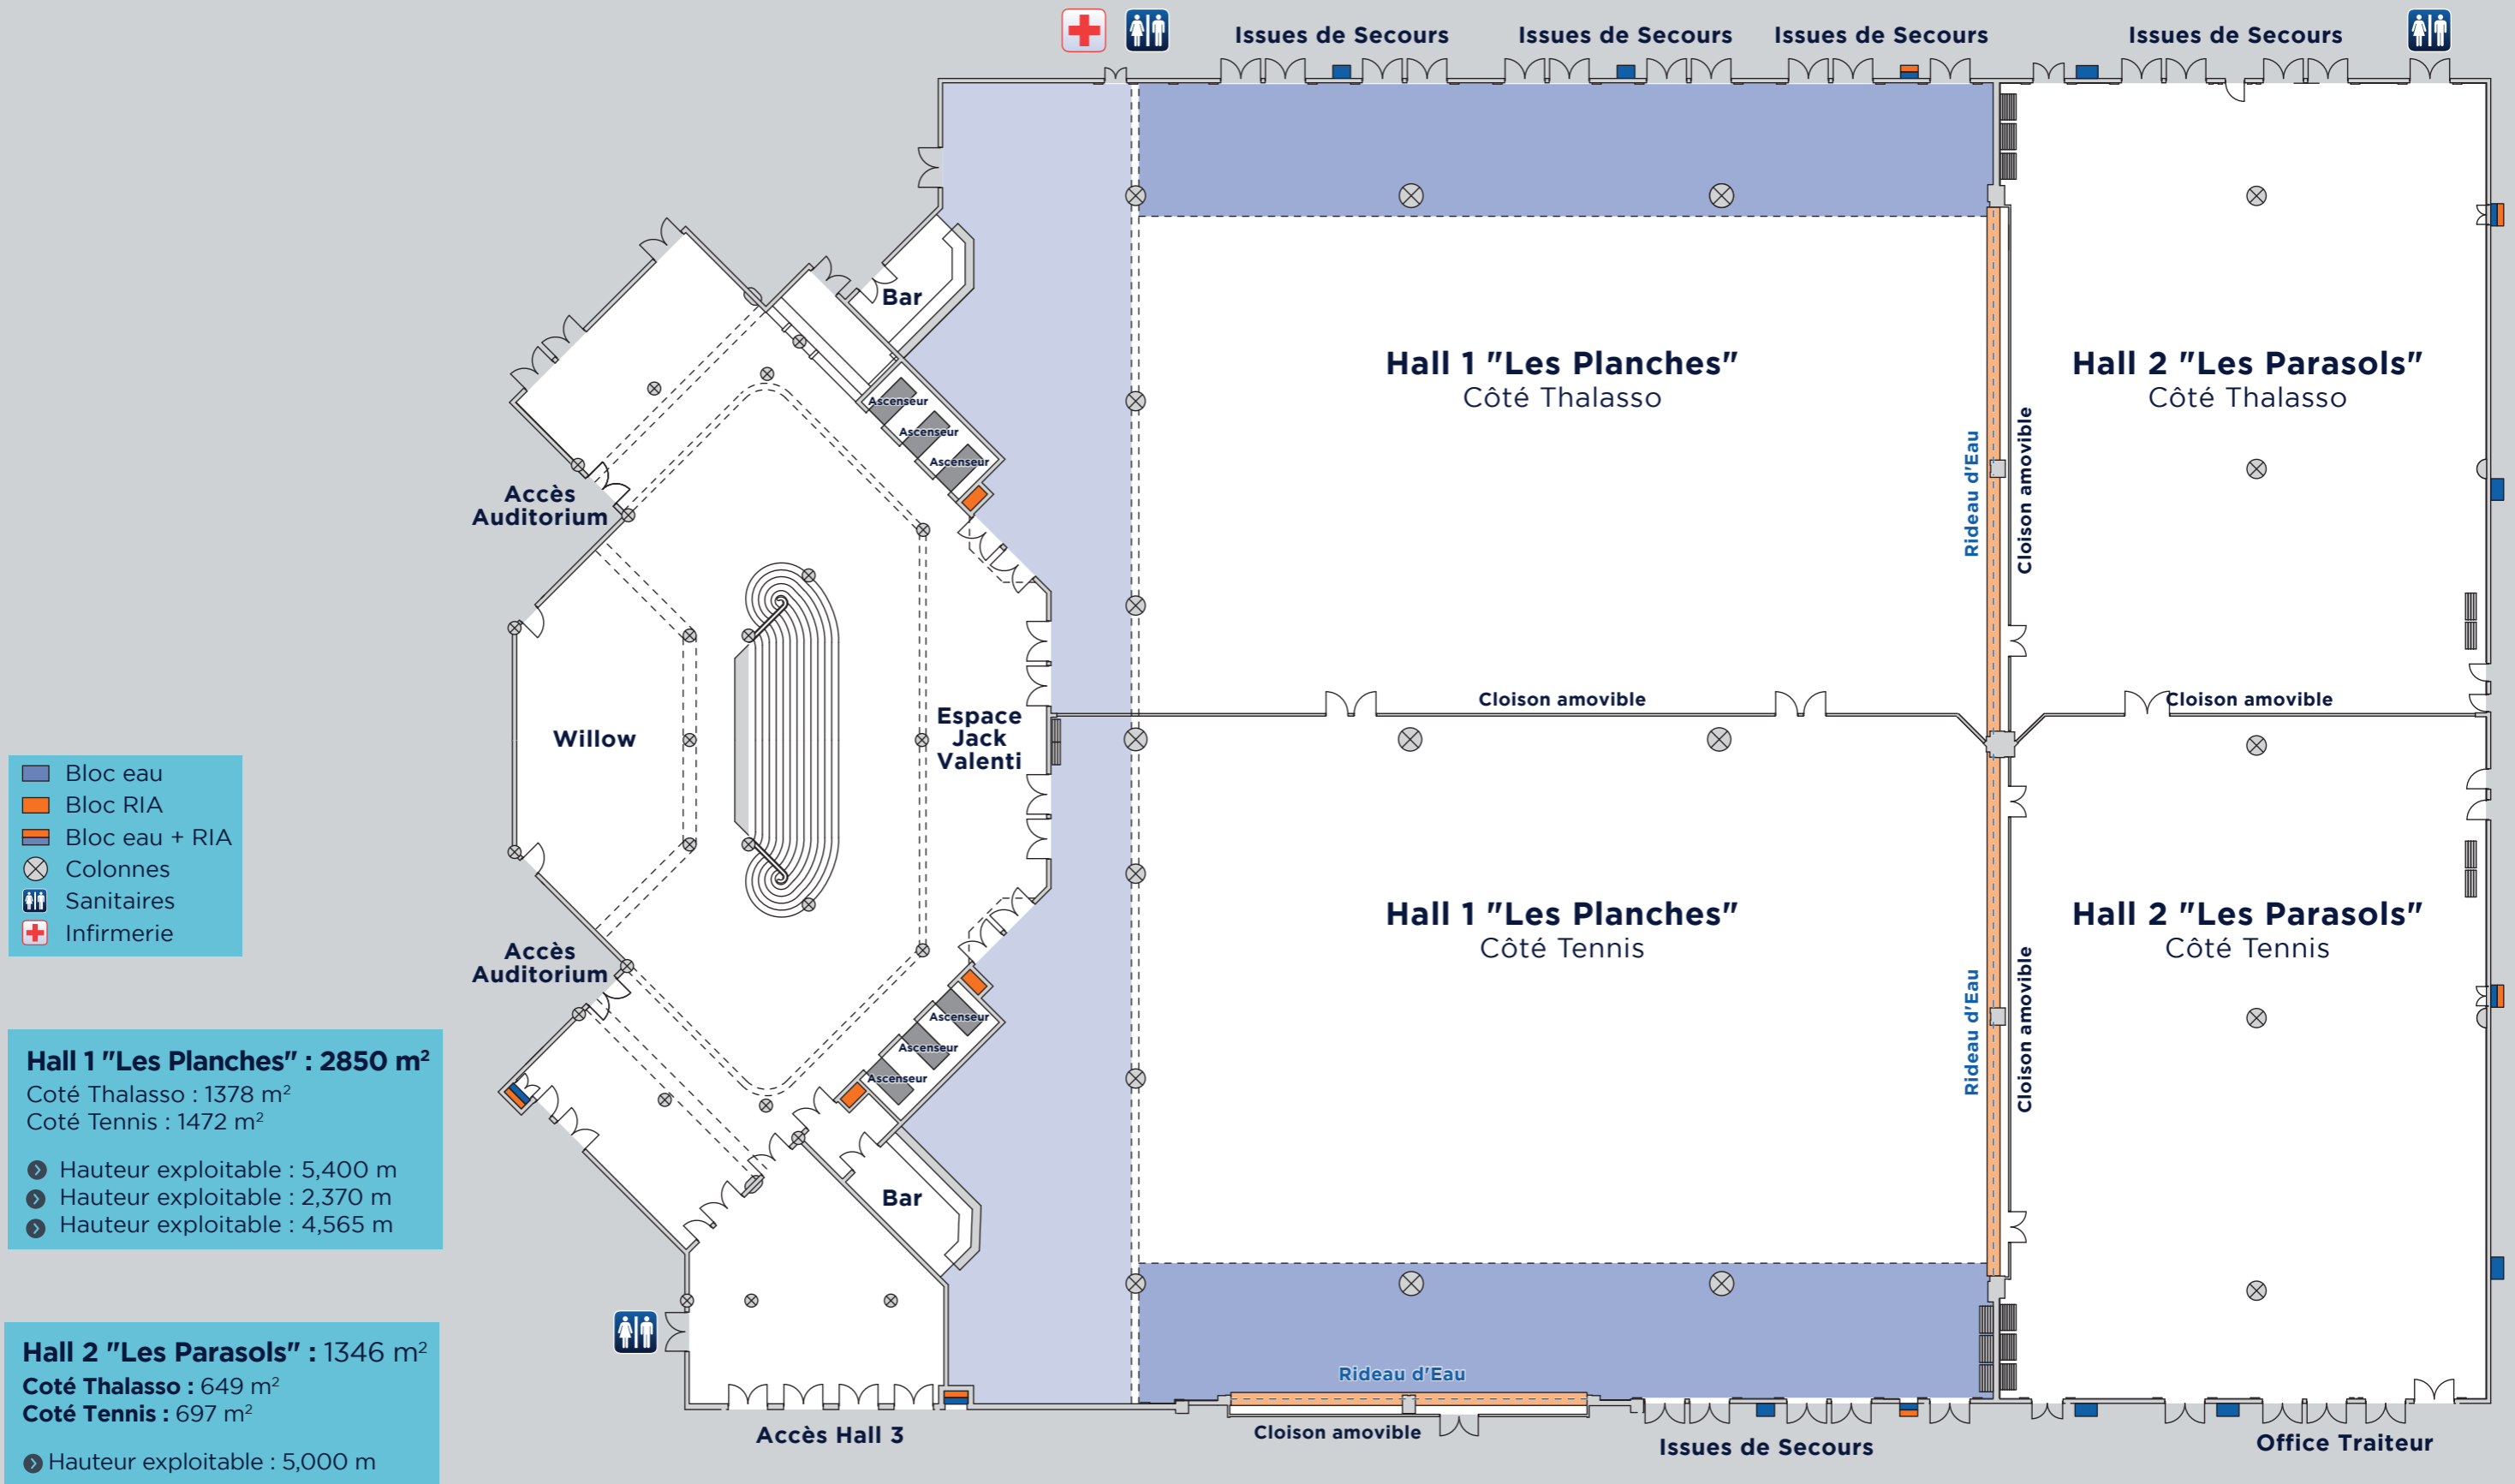 Issues de Secours
Issues de Secours
Issues de Secours
Issues de Secours
Bar
Hall 1 "Les Planches"
Côté Thalasso
Hall 2 "Les Parasols"
Côté Thalasso
Ascenseur
Ascenseur
Ascenseur
Rideau d'Eau
Cloison amovible
Accès
Auditorium
Cloison amovible
Cloison amovible
Willow
Espace
Jack
Valenti
Bloc eau
Bloc RIA
Bloc eau + RIA
Colonnes
Sanitaires
Infirmerie
Hall 1 "Les Planches"
Côté Tennis
Hall 2 "Les Parasols"
Côté Tennis
Accès
Auditorium
Rideau d'Eau
Cloison amovible
Ascenseur
Ascenseur
Ascenseur
Hall 1 "Les Planches" : 2850 m²
Coté Thalasso : 1378 m²
Coté Tennis : 1472 m²
Hauteur exploitable : 5,400 m
Hauteur exploitable : 2,370 m
Hauteur exploitable : 4,565 m
Bar
Hall 2 "Les Parasols" : 1346 m²
Coté Thalasso : 649 m²
Coté Tennis : 697 m²
Hauteur exploitable : 5,000 m
Rideau d'Eau
Accès Hall 3
Cloison amovible
Issues de Secours
Office Traiteur